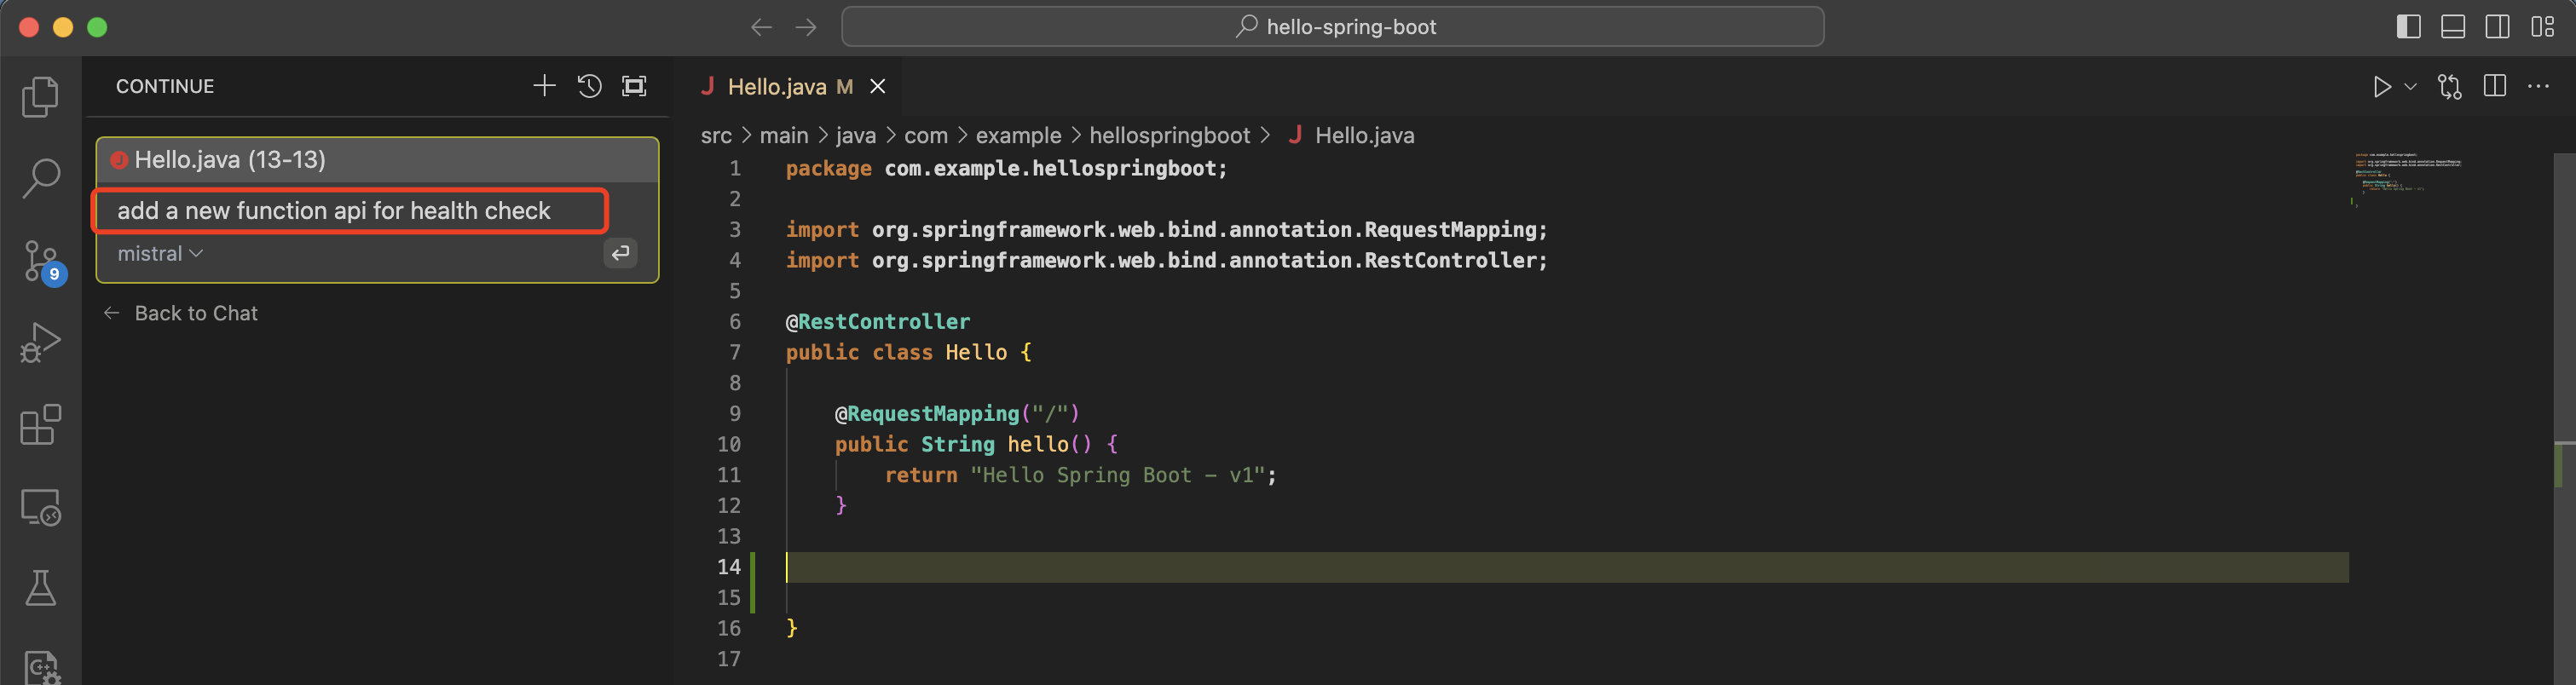 hello-spring-boot
CONTINUE
Hello.java (13-13)
add a new function api for health check
mistral
9
Back to Chat
Hello.java M
src > main > java > com > example > hellospringboot > J Hello.java
1 package com.example.hellospringboot;
2
3 import org.springframework.web.bind.annotation.RequestMapping;
4 import org.springframework.web.bind.annotation.RestController;
5
6 @RestController
7 public class Hello {
8
9 @RequestMapping("/")
10 public String hello() {
11 return "Hello Spring Boot - v1";
12 }
13
14
15
16 }
17